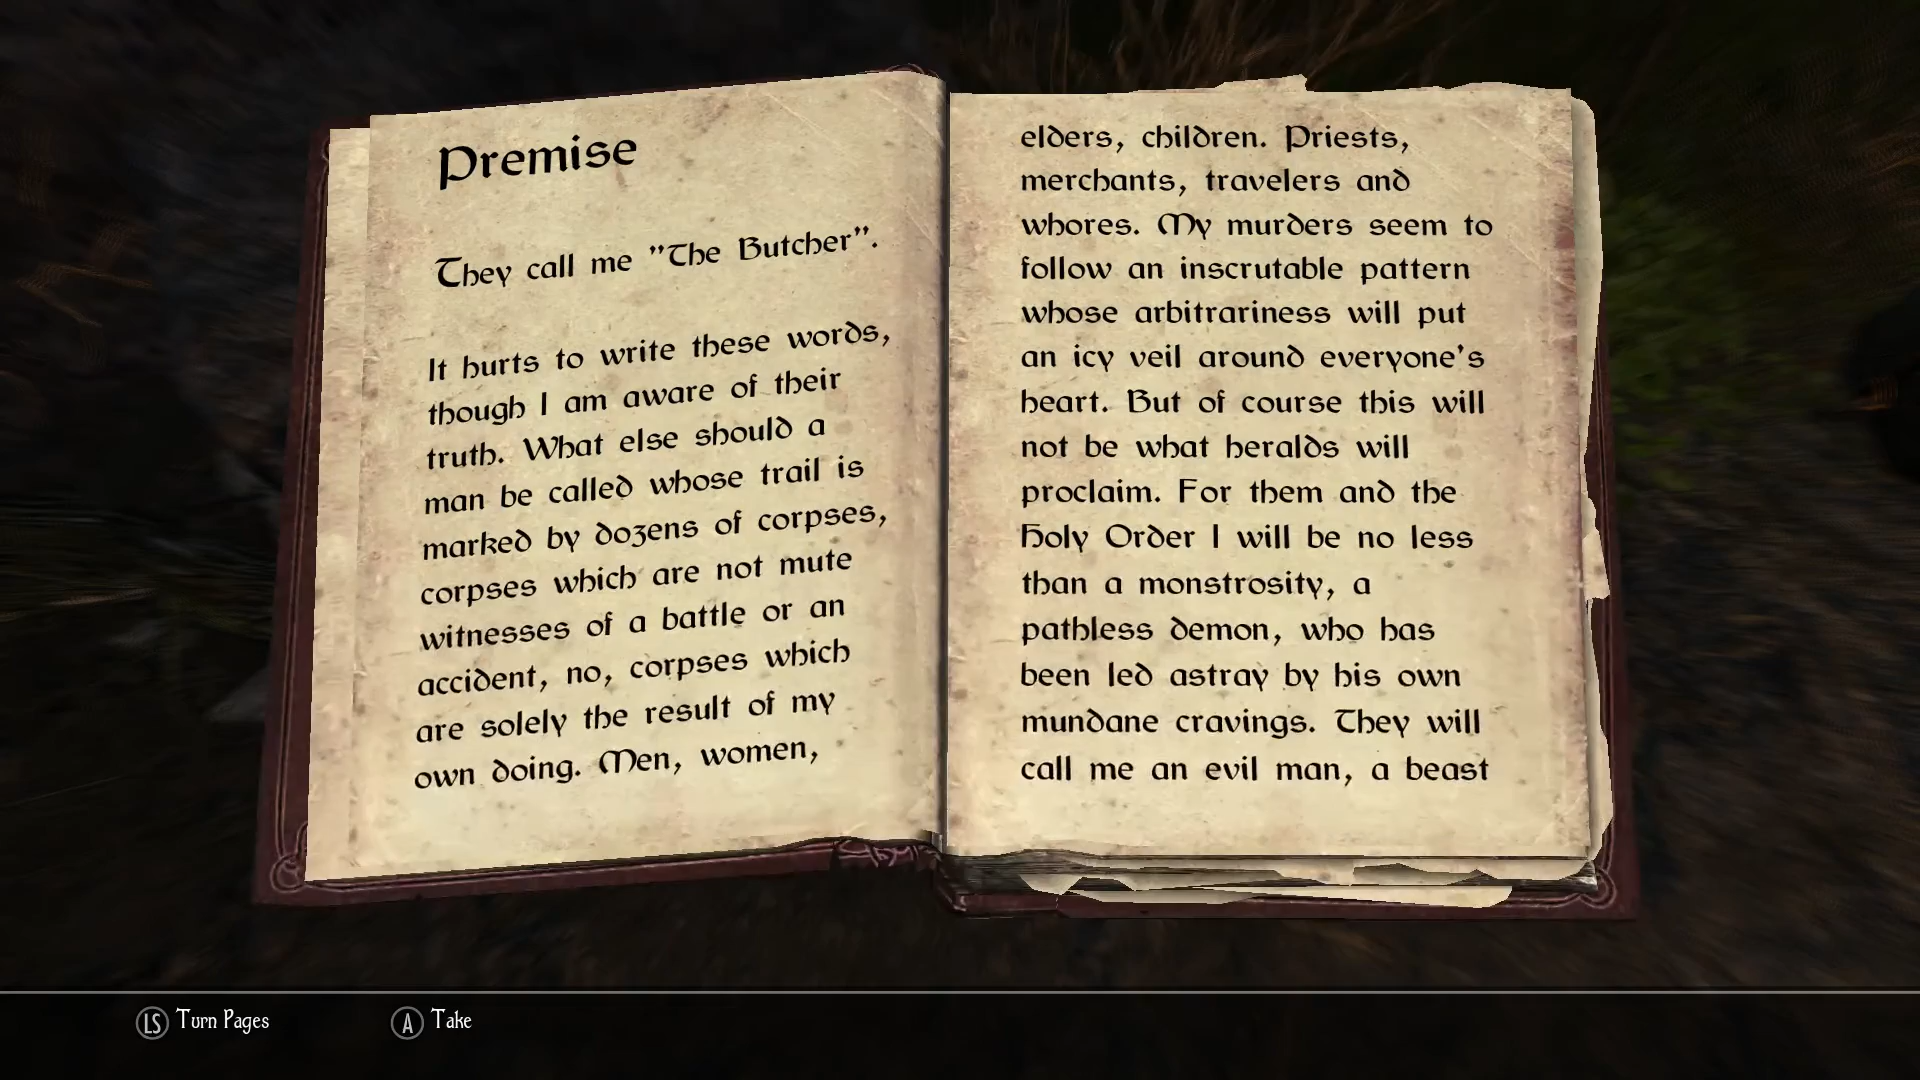 Premise
They call me "The Butcher".
It hurts to write these words,
though I am aware of their
truth. What else should a
man be called whose trail is
marked by dozens of corpses,
corpses which are not mute
witnesses of a battle or an
accident, no, corpses which
are solely the result of my
own doing. Men, women,
elders, children. Priests,
merchants, travelers and
whores. My murders seem to
follow an inscrutable pattern
whose arbitrariness will put
an icy veil around everyone's
heart. But of course this will
not be what heralds will
proclaim. For them and the
Holy Order I will be no less
than a monstrosity, a
pathless demon, who has
been led astray by his own
mundane cravings. They will
call me an evil man, a beast
LS Turn Pages
A Take